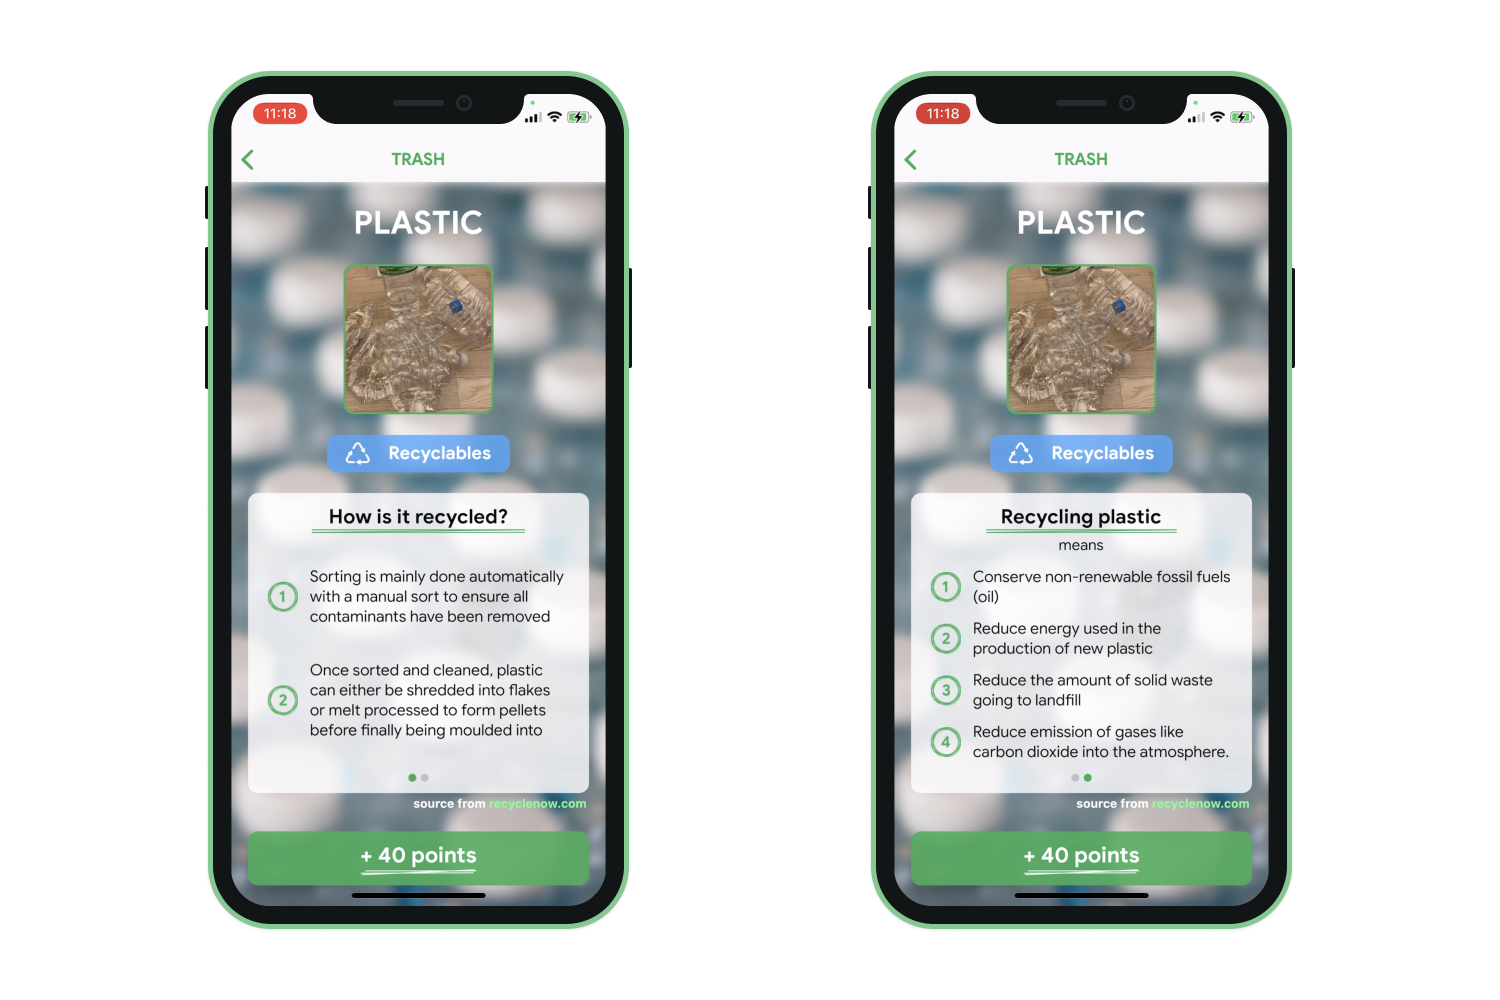 11:18
TRASH
PLASTIC
Recyclables
How is it recycled?
1
Sorting is mainly done automatically
with a manual sort to ensure all
contaminants have been removed
2
Once sorted and cleaned, plastic
can either be shredded into flakes
or melt processed to form pellets
before finally being moulded into
source from recyclenow.com
+ 40 points
11:18
TRASH
PLASTIC
Recyclables
Recycling plastic
means
1
Conserve non-renewable fossil fuels
(oil)
2
Reduce energy used in the
production of new plastic
3
Reduce the amount of solid waste
going to landfill
4
Reduce emission of gases like
carbon dioxide into the atmosphere.
source from recyclenow.com
+ 40 points